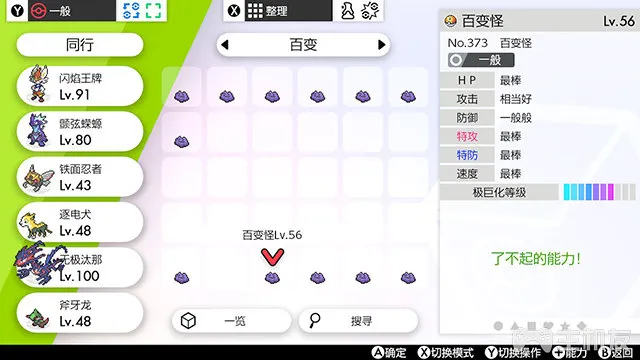 Y 一般
X 整理
同行
百变
闪焰王牌
Lv.91
颤弦蝾螈
Lv.80
铁面忍者
Lv.43
逐电犬
Lv.48
无极汰那
Lv.100
斧牙龙
Lv.48
百变怪Lv.56
一览
搜寻
百变怪 Lv.56
No.373 百变怪
一般
HP 最棒
攻击 相当好
防御 一般般
特攻 最棒
特防 最棒
速度 最棒
极巨化等级
了不起的能力!
A确定 X切换模式 Y切换操作 +能力 B返回